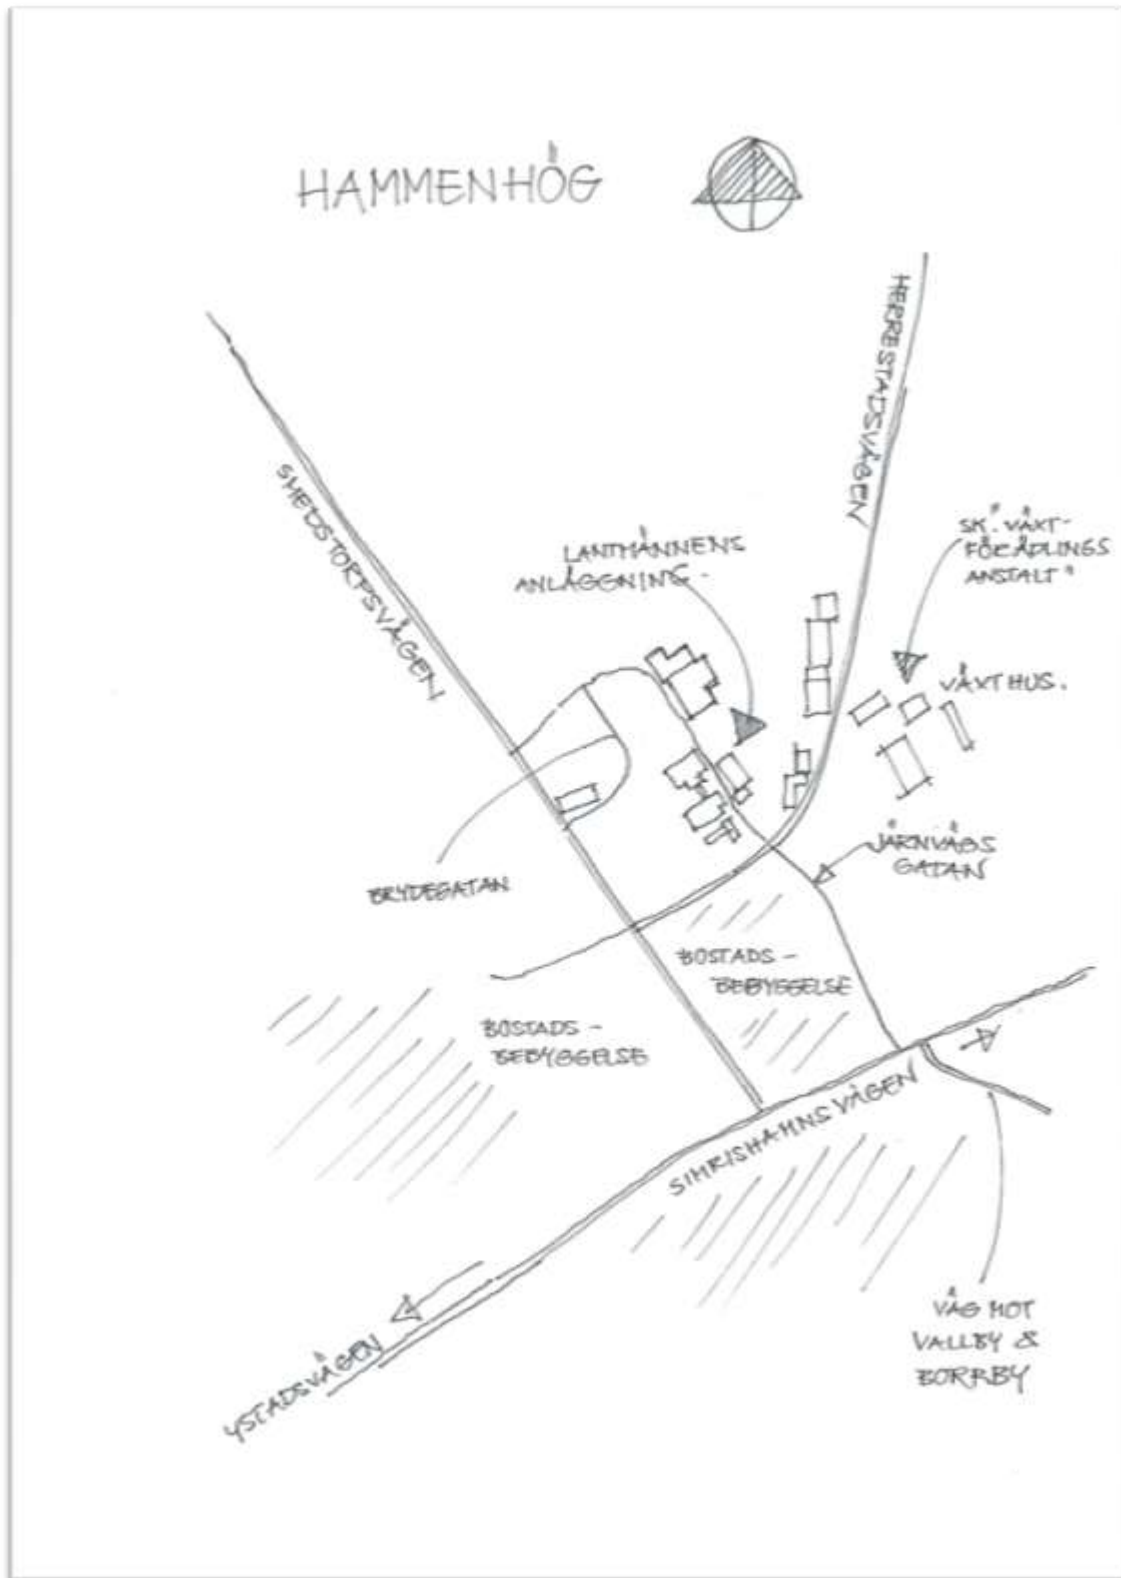 HAMMENHÖG
HERRESTADSVÄGEN
SMEDSTORPSVÄGEN
LANTMÄNNENS
ANLÄGGNING.
SK. "VÄXT-
FÖRÄDLINGS
ANSTALT"
VÄXTHUS.
JÄRNVÄGS
GATAN
BRYDEGATAN
BOSTADS-
BEBYGGELSE
BOSTADS-
BEBYGGELSE
SIMRISHAMNSVÄGEN
YSTADSVÄGEN
VÄG MOT
VALLBY &
BORRBY